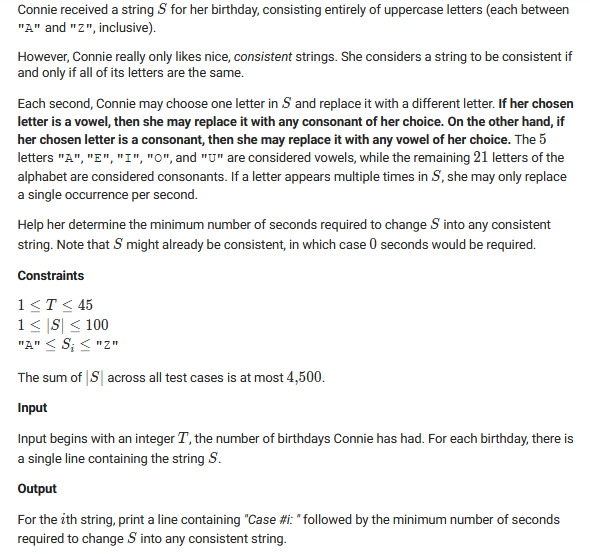 Connie received a string S for her birthday, consisting entirely of uppercase letters (each between
"A" and "Z", inclusive).
However, Connie really only likes nice, consistent strings. She considers a string to be consistent if
and only if all of its letters are the same.
Each second, Connie may choose one letter in S and replace it with a different letter. If her chosen
letter is a vowel, then she may replace it with any consonant of her choice. On the other hand, if
her chosen letter is a consonant, then she may replace it with any vowel of her choice. The 5
letters "A", "E", "I", "O", and "U" are considered vowels, while the remaining 21 letters of the
alphabet are considered consonants. If a letter appears multiple times in S, she may only replace
a single occurrence per second.
Help her determine the minimum number of seconds required to change S into any consistent
string. Note that S might already be consistent, in which case 0 seconds would be required.
Constraints
1 ≤ T ≤ 45
1 ≤ |S| ≤ 100
"A" ≤ Sᵢ ≤ "Z"
The sum of |S| across all test cases is at most 4,500.
Input
Input begins with an integer T, the number of birthdays Connie has had. For each birthday, there is
a single line containing the string S.
Output
For the ith string, print a line containing "Case #i: " followed by the minimum number of seconds
required to change S into any consistent string.